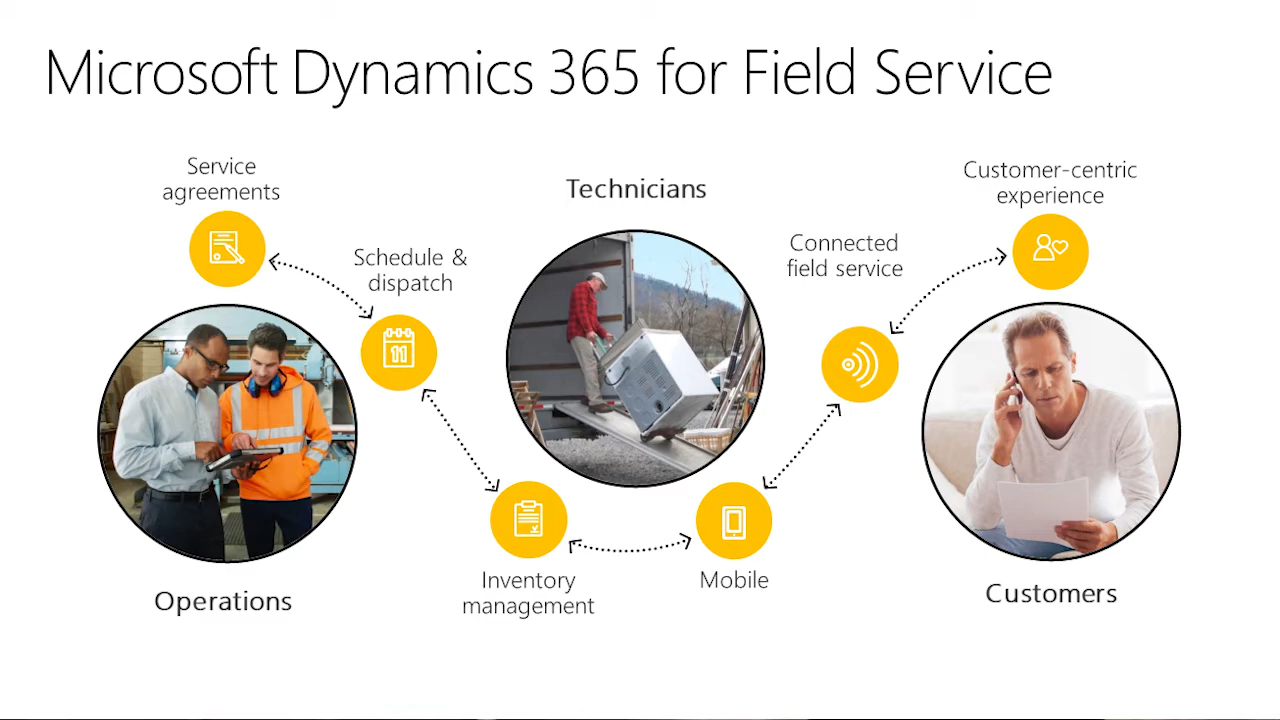 Microsoft Dynamics 365 for Field Service
Service
agreements
Schedule &
dispatch
Technicians
Connected
field service
Customer-centric
experience
11
Operations
Inventory
management
Mobile
Customers